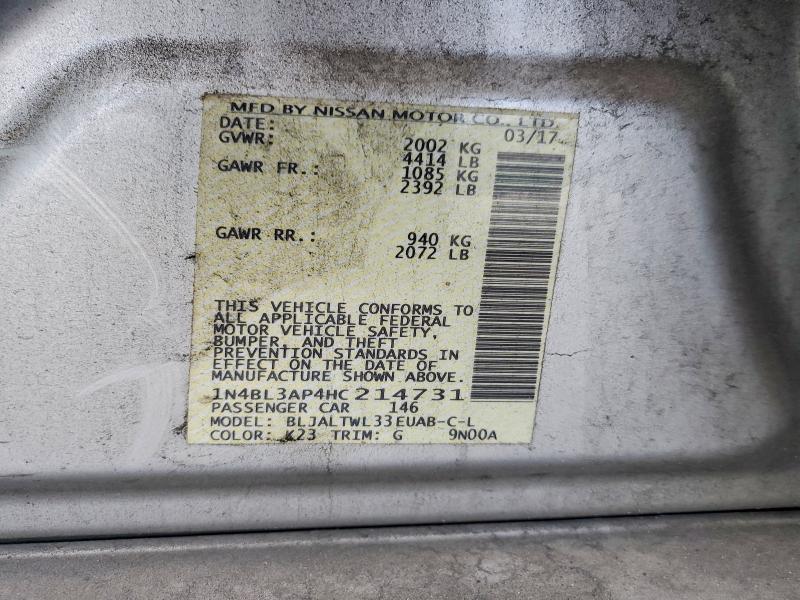 MFD BY NISSAN MOTOR CO., LTD.
DATE: 03/17
GVWR: 2002 KG
4414 LB
GAWR FR.: 1085 KG
2392 LB
GAWR RR.: 940 KG
2072 LB
THIS VEHICLE CONFORMS TO
ALL APPLICABLE FEDERAL
MOTOR VEHICLE SAFETY,
BUMPER, AND THEFT
PREVENTION STANDARDS IN
EFFECT ON THE DATE OF
MANUFACTURE SHOWN ABOVE.
1N4BL3AP4HC214731
PASSENGER CAR 146
MODEL: BLJALTWL33EUAB-C-L
COLOR: K23 TRIM: G 9N00A